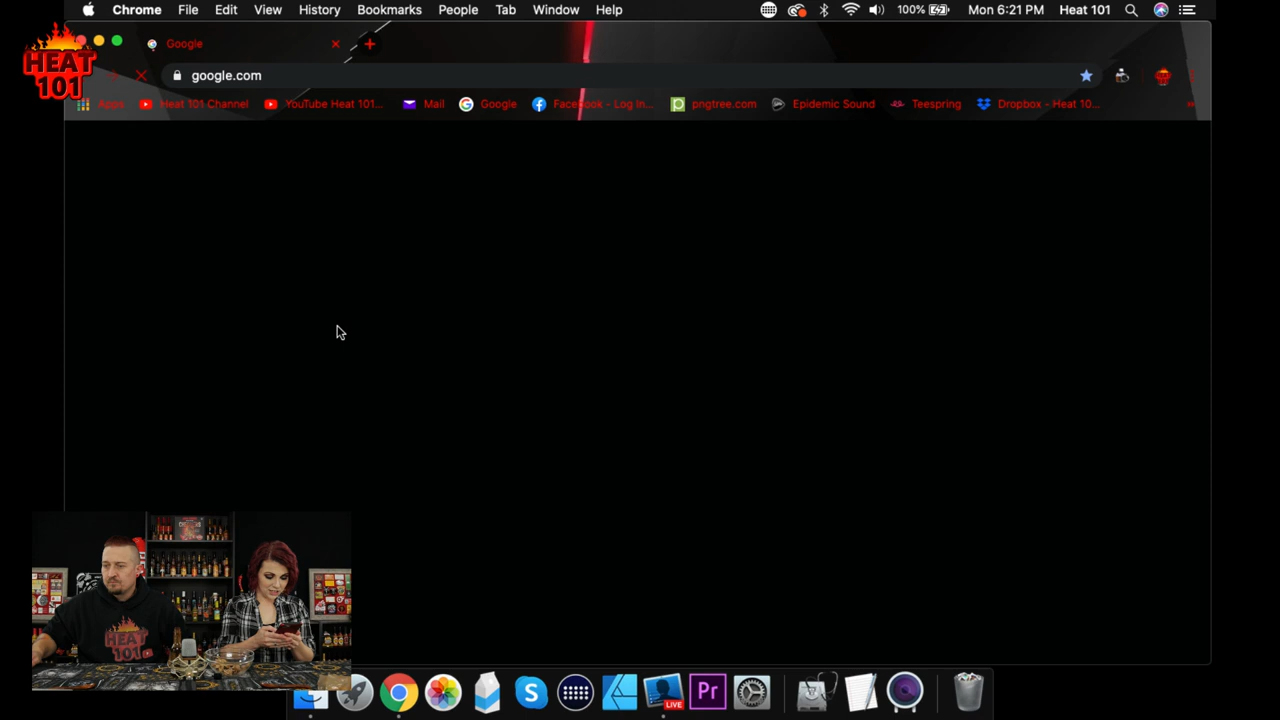 Chrome File Edit View History Bookmarks People Tab Window Help 100% Mon 6:21 PM Heat 101
HEAT
101
Google
google.com
Apps Heat 101 Channel YouTube Heat 101... Mail Google Facebook - Log In... pngtree.com Epidemic Sound Teespring Dropbox - Heat 10... »
HEAT
101
LIVE
Pr